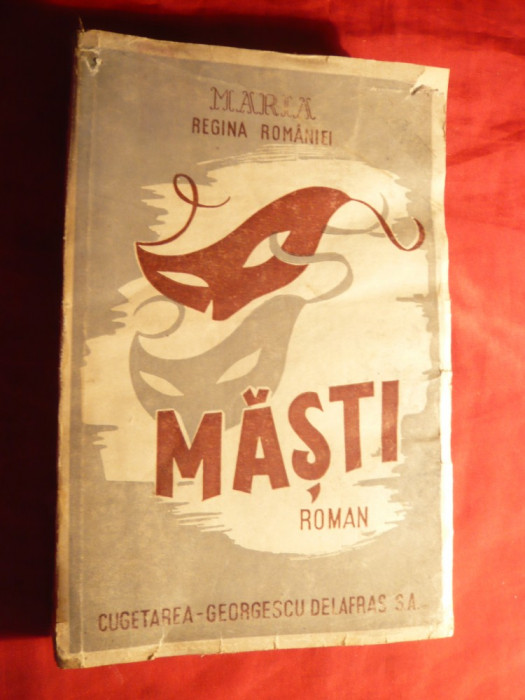 MARIA
REGINA ROMÂNIEI
MĂȘTI
ROMAN
CUGETAREA-GEORGESCU DELAFRAS S.A.